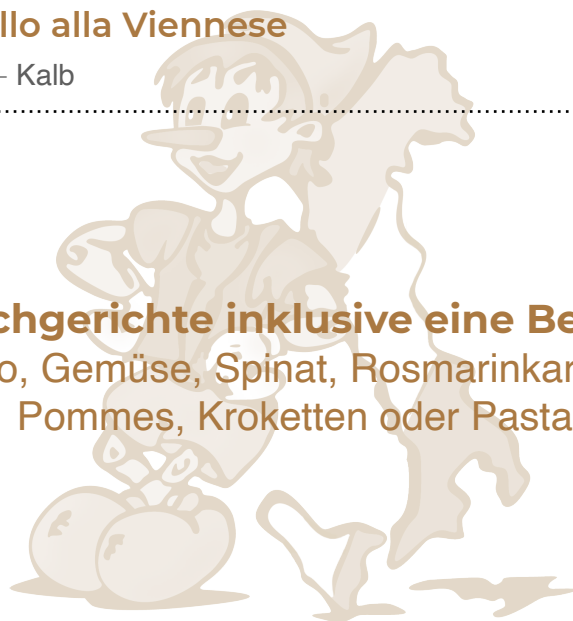 llo alla Viennese
– Kalb
chgerichte inklusive eine Be
o, Gemüse, Spinat, Rosmarinkar
Pommes, Kroketten oder Pasta